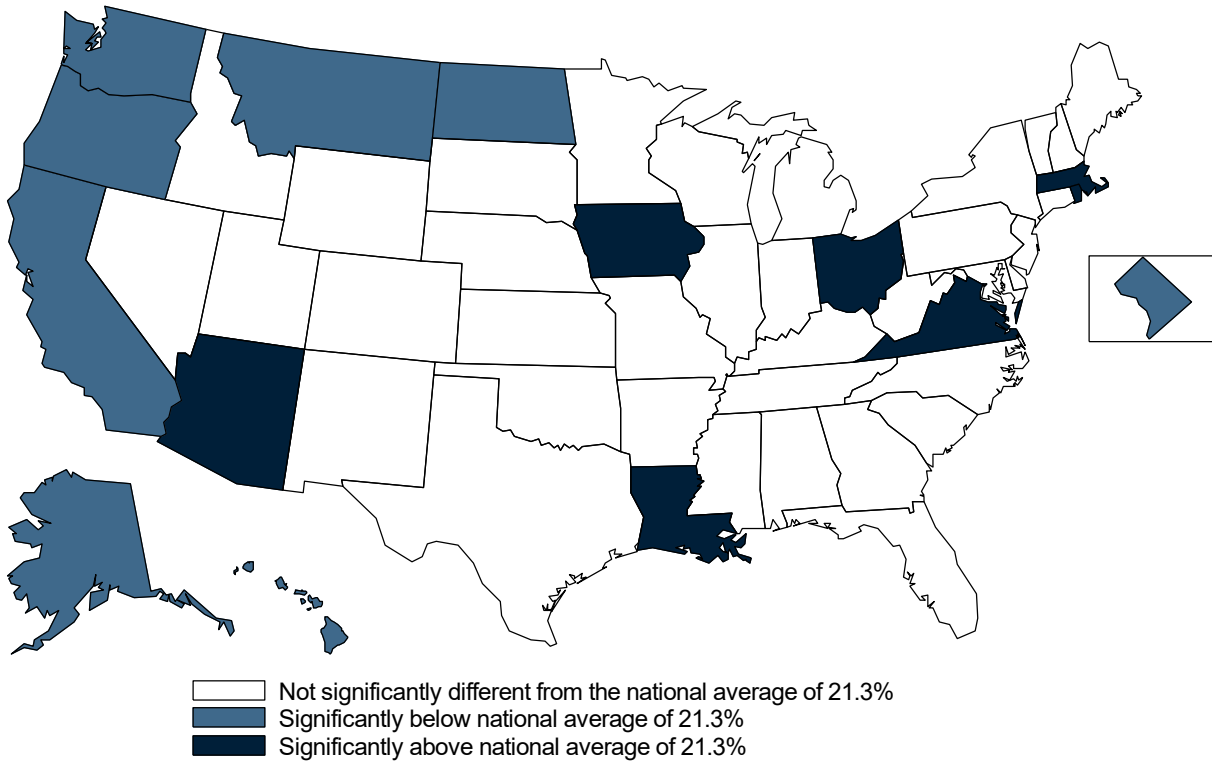 Not significantly different from the national average of 21.3%
Significantly below national average of 21.3%
Significantly above national average of 21.3%